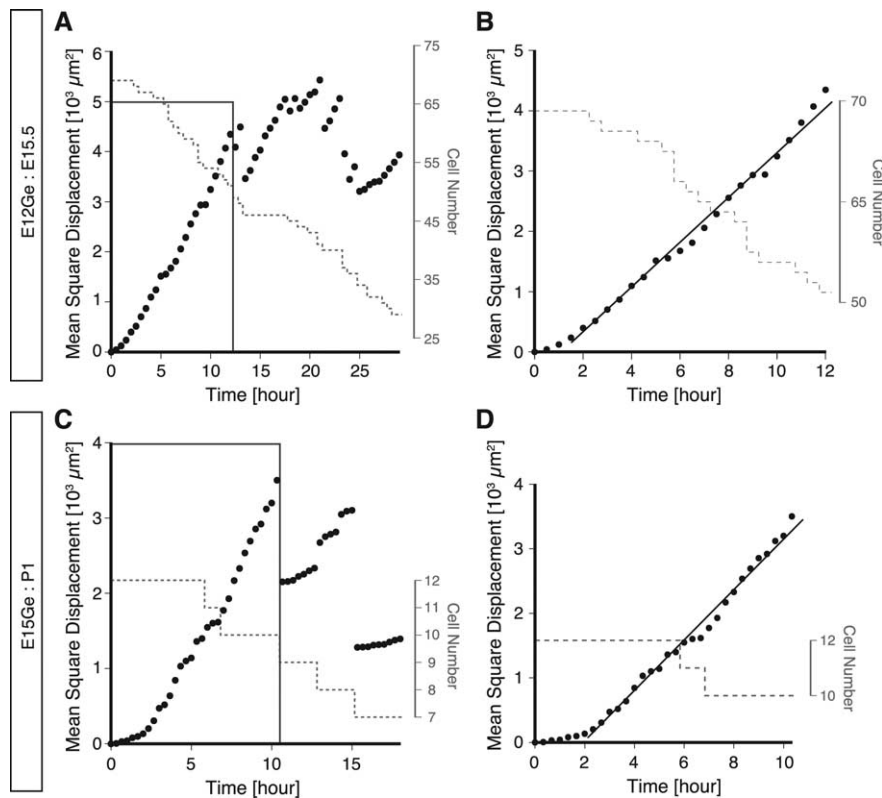 E12Ge : E15.5
A
Mean Square Displacement [10³ µm²]
6
5
4
3
2
1
0
0 5 10 15 20 25
Time [hour]
75
65
55
45
35
25
Cell Number
B
Mean Square Displacement [10³ µm²]
5
4
3
2
1
0
0 2 4 6 8 10 12
Time [hour]
70
65
50
Cell Number
E15Ge : P1
C
Mean Square Displacement [10³ µm²]
4
3
2
1
0
0 5 10 15
Time [hour]
12
11
10
9
8
7
Cell Number
D
Mean Square Displacement [10³ µm²]
4
3
2
1
0
0 2 4 6 8 10
Time [hour]
12
10
Cell Number